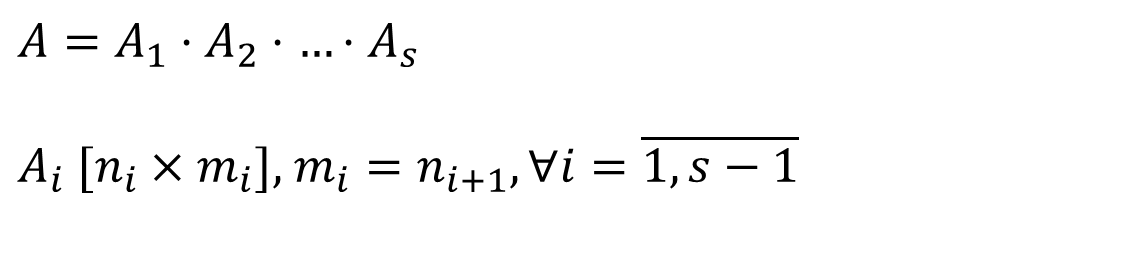 A = A₁ · A₂ · … · Aₛ
Aᵢ [nᵢ × mᵢ], mᵢ = nᵢ₊₁, ∀i = 1, s − 1